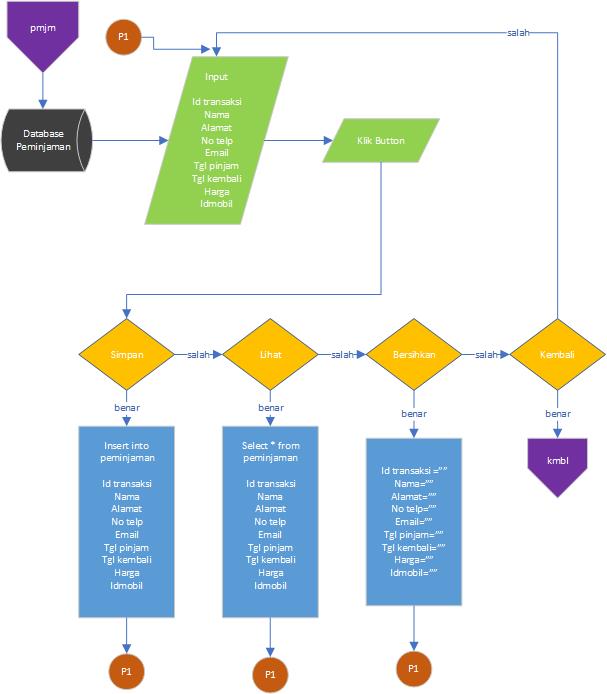 pmjm
P1
salah
Input
Id transaksi
Nama
Alamat
No telp
Email
Tgl pinjam
Tgl kembali
Harga
Idmobil
Database
Peminjaman
Klik Button
Simpan
salah
Lihat
salah
Bersihkan
salah
Kembali
benar
benar
benar
benar
Insert into
peminjaman
Id transaksi
Nama
Alamat
No telp
Email
Tgl pinjam
Tgl kembali
Harga
Idmobil
Select * from
peminjaman
Id transaksi
Nama
Alamat
No telp
Email
Tgl pinjam
Tgl kembali
Harga
Idmobil
Id transaksi =””
Nama=””
Alamat=””
No telp=””
Email=””
Tgl pinjam=””
Tgl kembali=””
Harga=””
Idmobil=””
kmbl
P1
P1
P1